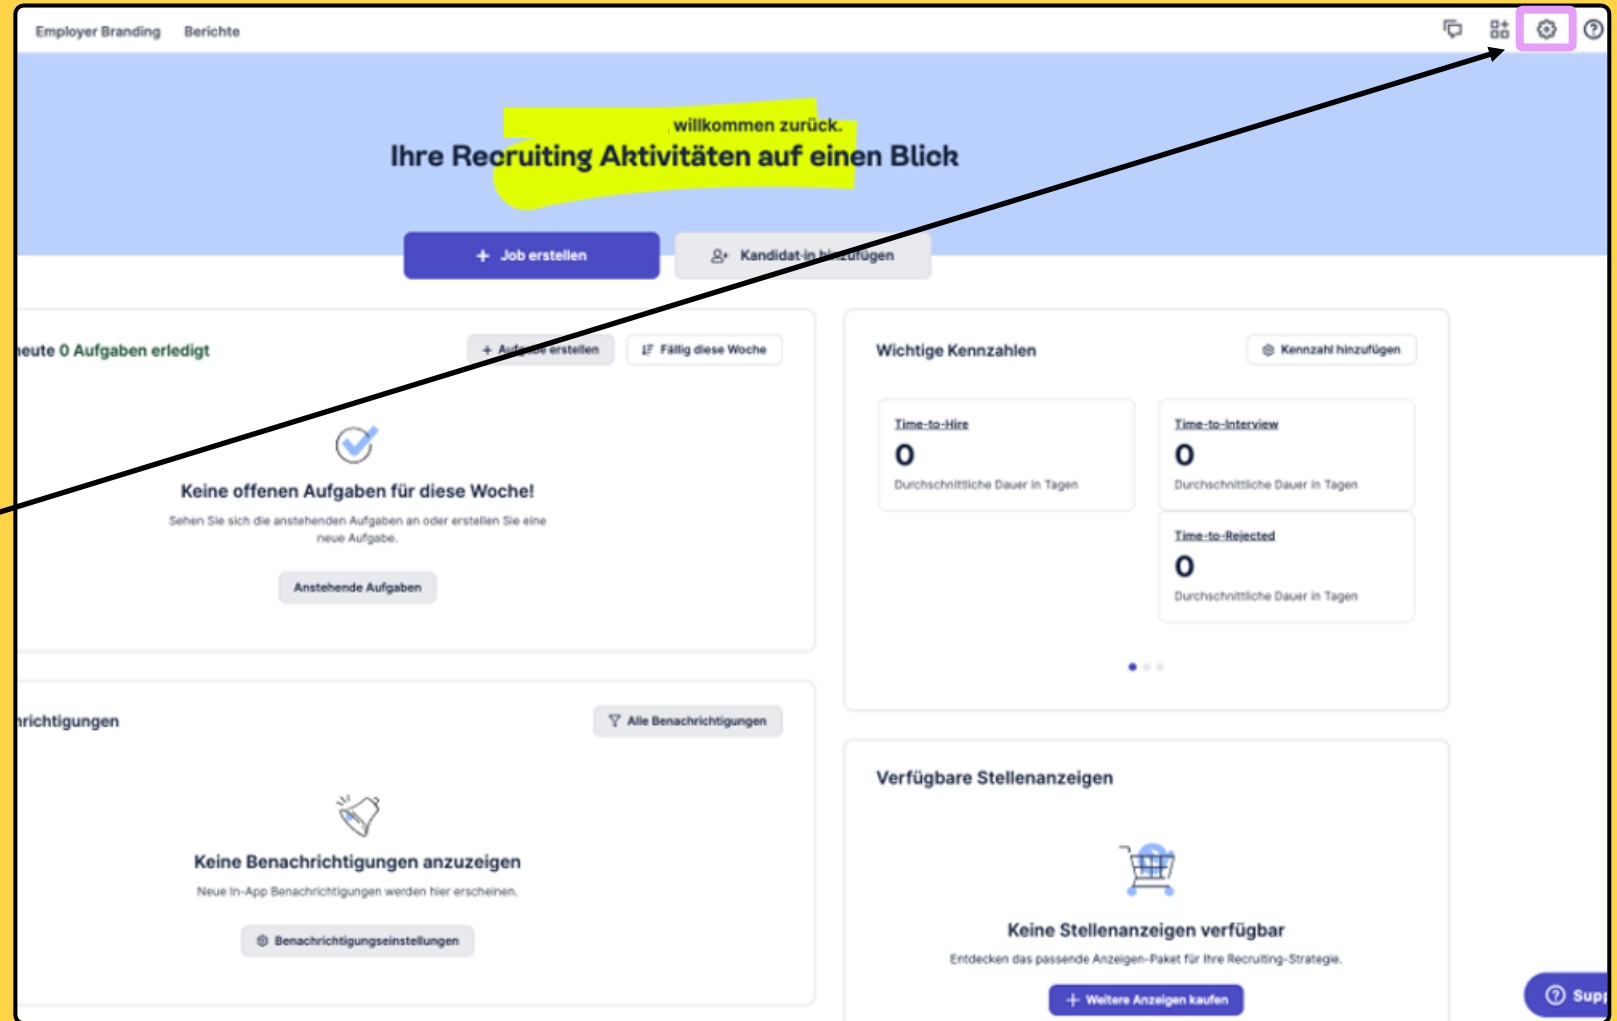 Employer Branding Berichte
, willkommen zurück.
Ihre Recruiting Aktivitäten auf einen Blick
+ Job erstellen
Kandidat·in hinzufügen
heute 0 Aufgaben erledigt
+ Aufgabe erstellen
Fällig diese Woche
Keine offenen Aufgaben für diese Woche!
Sehen Sie sich die anstehenden Aufgaben an oder erstellen Sie eine
neue Aufgabe.
Anstehende Aufgaben
Wichtige Kennzahlen
Kennzahl hinzufügen
Time-to-Hire
0
Durchschnittliche Dauer in Tagen
Time-to-Interview
0
Durchschnittliche Dauer in Tagen
Time-to-Rejected
0
Durchschnittliche Dauer in Tagen
richtigungen
Alle Benachrichtigungen
Keine Benachrichtigungen anzuzeigen
Neue In-App Benachrichtigungen werden hier erscheinen.
Benachrichtigungseinstellungen
Verfügbare Stellenanzeigen
Keine Stellenanzeigen verfügbar
Entdecken das passende Anzeigen-Paket für Ihre Recruiting-Strategie.
+ Weitere Anzeigen kaufen
Supp